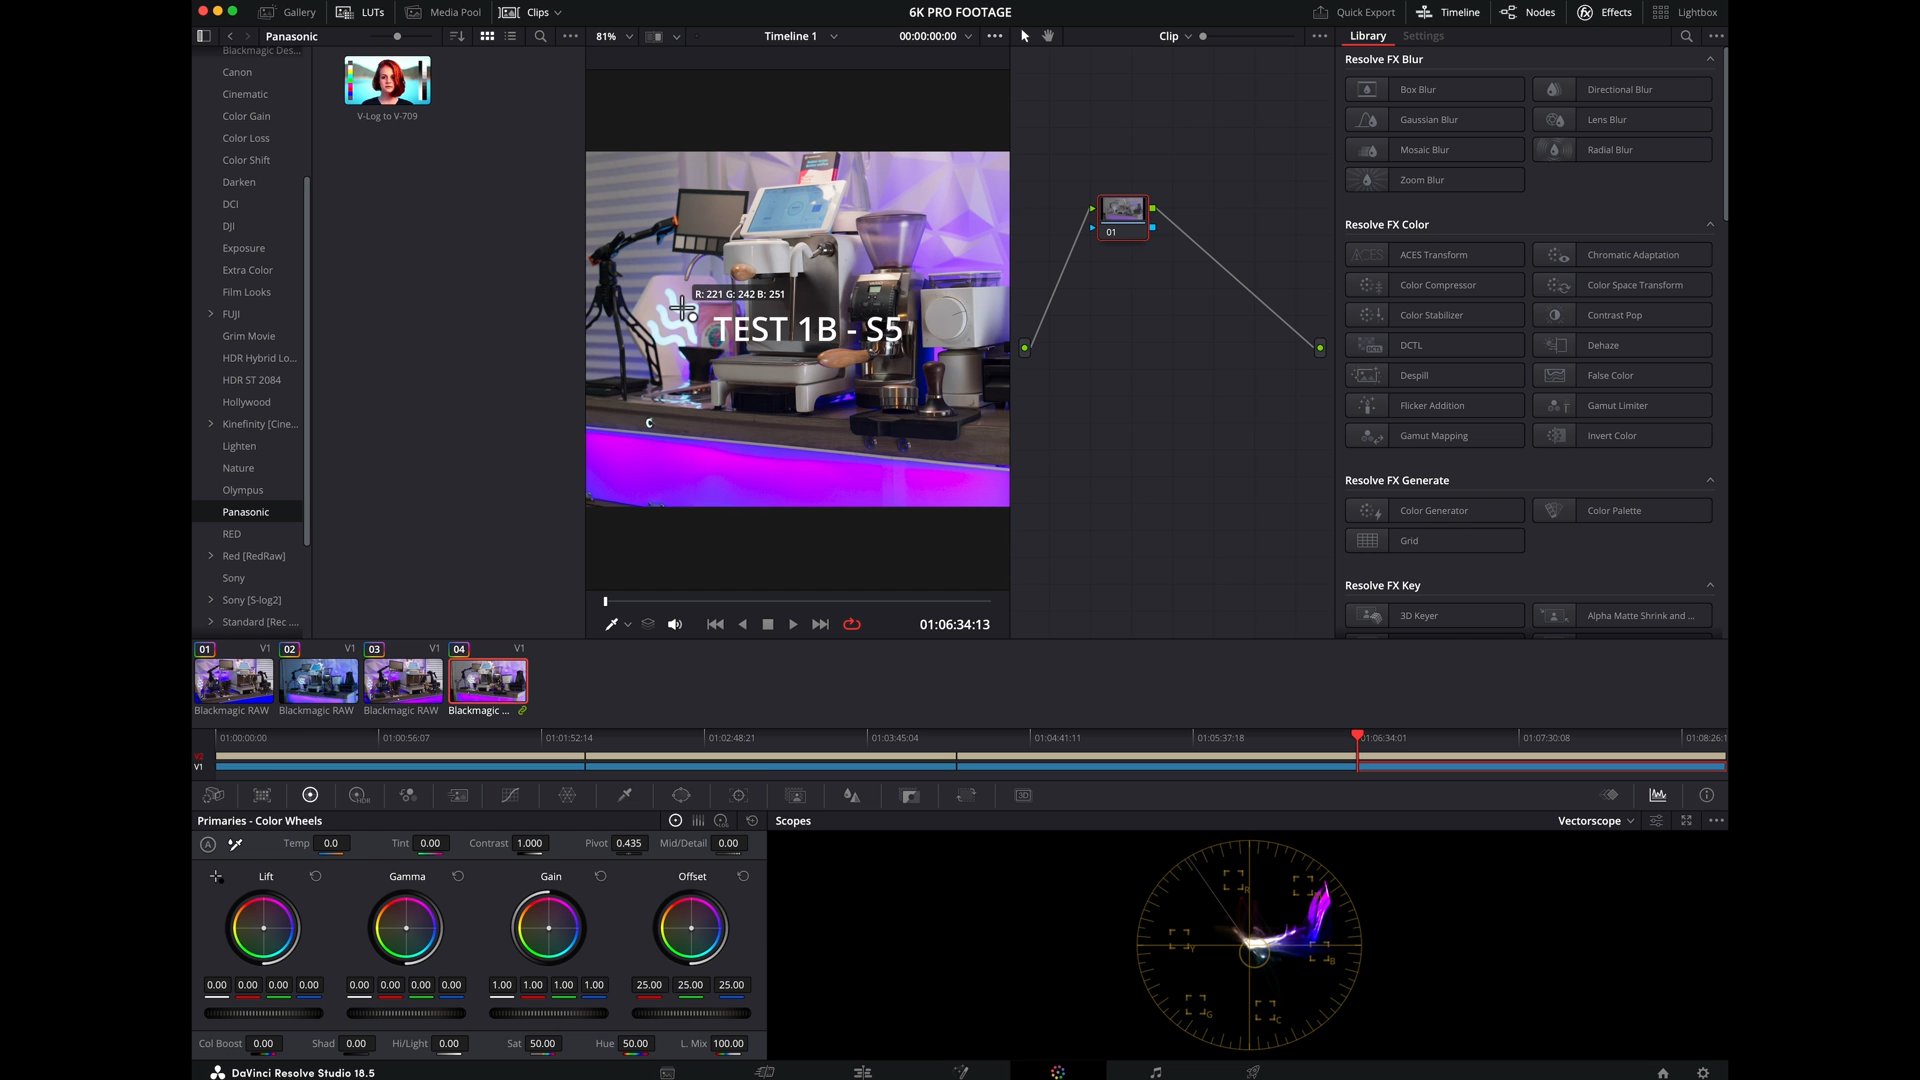 Gallery LUTs Media Pool Clips 6K PRO FOOTAGE Quick Export Timeline Nodes Effects Lightbox
Panasonic 81% Timeline 1 00:00:00:00 Clip Library Settings
Blackmagic Des...
Canon
Cinematic
Color Gain
Color Loss
Color Shift
Darken
DCI
DJI
Exposure
Extra Color
Film Looks
FUJI
Grim Movie
HDR Hybrid Lo...
HDR ST 2084
Hollywood
Kinefinity [Cine...
Lighten
Nature
Olympus
Panasonic
RED
Red [RedRaw]
Sony
Sony [S-log2]
Standard [Rec ....
V-Log to V-709
R: 221 G: 242 B: 251
TEST 1B - S5
01
01:06:34:13
Resolve FX Blur
Box Blur Directional Blur
Gaussian Blur Lens Blur
Mosaic Blur Radial Blur
Zoom Blur
Resolve FX Color
ACES ACES Transform Chromatic Adaptation
Color Compressor Color Space Transform
Color Stabilizer Contrast Pop
DCTL DCTL Dehaze
Despill False Color
Flicker Addition Gamut Limiter
Gamut Mapping Invert Color
Resolve FX Generate
Color Generator Color Palette
Grid
Resolve FX Key
3D Keyer Alpha Matte Shrink and ...
01 V1 02 V1 03 V1 04 V1
Blackmagic RAW Blackmagic RAW Blackmagic RAW Blackmagic ...
01:00:00:00 01:00:56:07 01:01:52:14 01:02:48:21 01:03:45:04 01:04:41:11 01:05:37:18 01:06:34:01 01:07:30:08 01:08:26:1
V2
V1
HDR 3D
Primaries - Color Wheels LOG Scopes Vectorscope
A Temp 0.0 Tint 0.00 Contrast 1.000 Pivot 0.435 Mid/Detail 0.00
Lift Gamma Gain Offset
0.00 0.00 0.00 0.00 0.00 0.00 0.00 0.00 1.00 1.00 1.00 1.00 25.00 25.00 25.00
Col Boost 0.00 Shad 0.00 Hi/Light 0.00 Sat 50.00 Hue 50.00 L. Mix 100.00
R
Y
B
G
C
DaVinci Resolve Studio 18.5